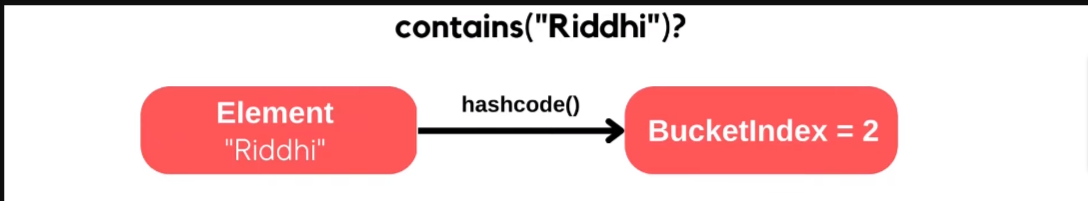 contains("Riddhi")?
Element
"Riddhi"
hashcode()
BucketIndex = 2